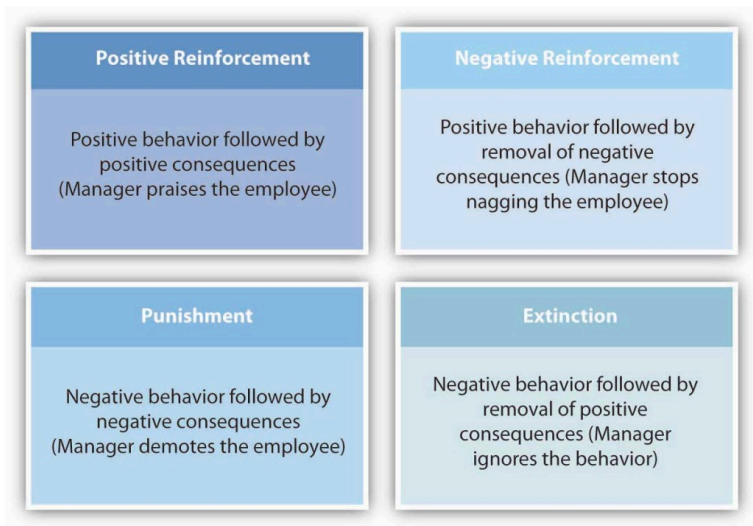 Positive Reinforcement
Positive behavior followed by
positive consequences
(Manager praises the employee)
Negative Reinforcement
Positive behavior followed by
removal of negative
consequences (Manager stops
nagging the employee)
Punishment
Negative behavior followed by
negative consequences
(Manager demotes the employee)
Extinction
Negative behavior followed by
removal of positive
consequences (Manager
ignores the behavior)